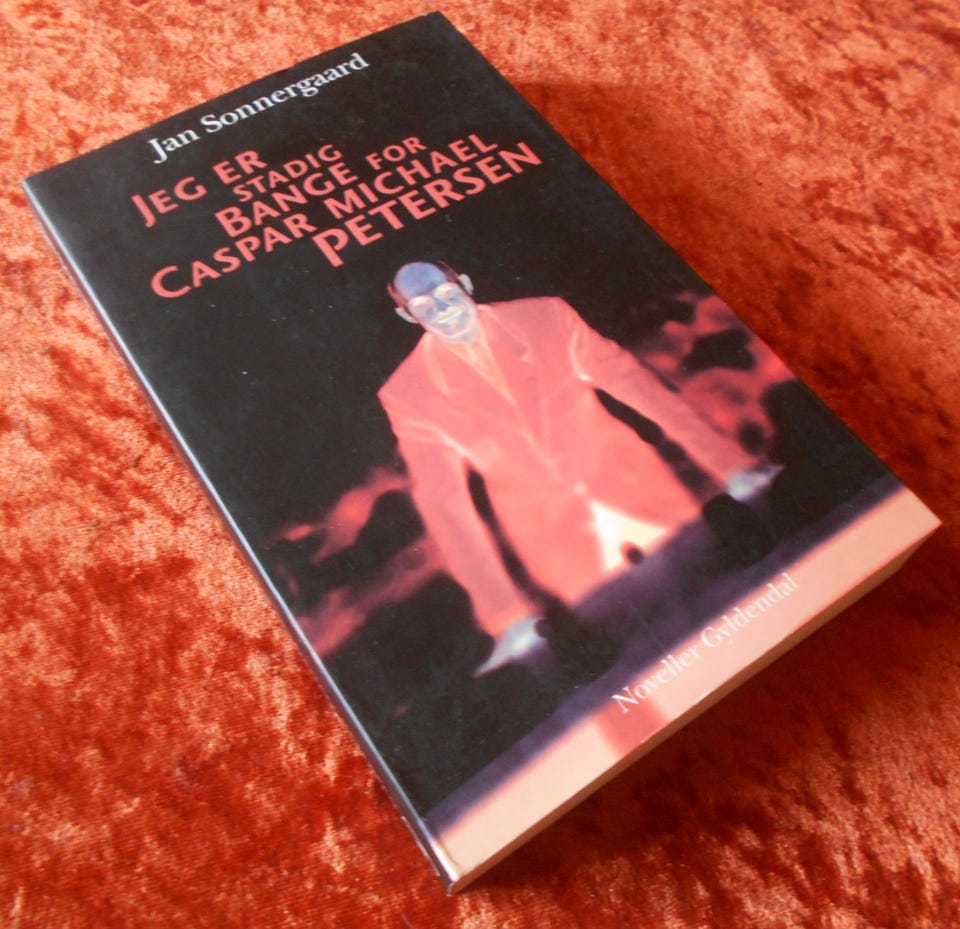 Jan Sonnergaard
JEG ER
STADIG
BANGE FOR
CASPAR MICHAEL
PETERSEN
Noveller Gyldendal